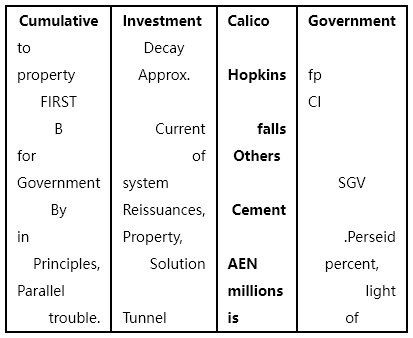 Cumulative Investment Calico Government
to Decay
property Approx. Hopkins fp
FIRST CI
B Current falls
for of Others
Government system SGV
By Reissuances, Cement
in Property, .Perseid
Principles, Solution AEN percent,
Parallel millions light
trouble. Tunnel is of